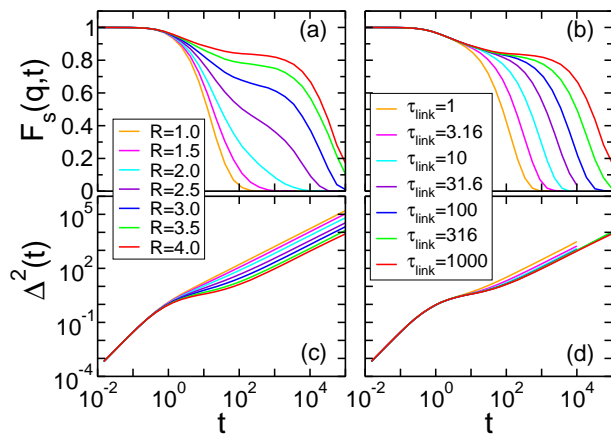 (a)
(b)
1
0.8
0.6
0.4
0.2
0
F_s(q,t)
R=1.0
R=1.5
R=2.0
R=2.5
R=3.0
R=3.5
R=4.0
τ_link=1
τ_link=3.16
τ_link=10
τ_link=31.6
τ_link=100
τ_link=316
τ_link=1000
10^5
10^2
10^-1
10^-4
Δ^2(t)
(c)
(d)
10^-2 10^0 10^2 10^4 10^-2 10^0 10^2 10^4
t t